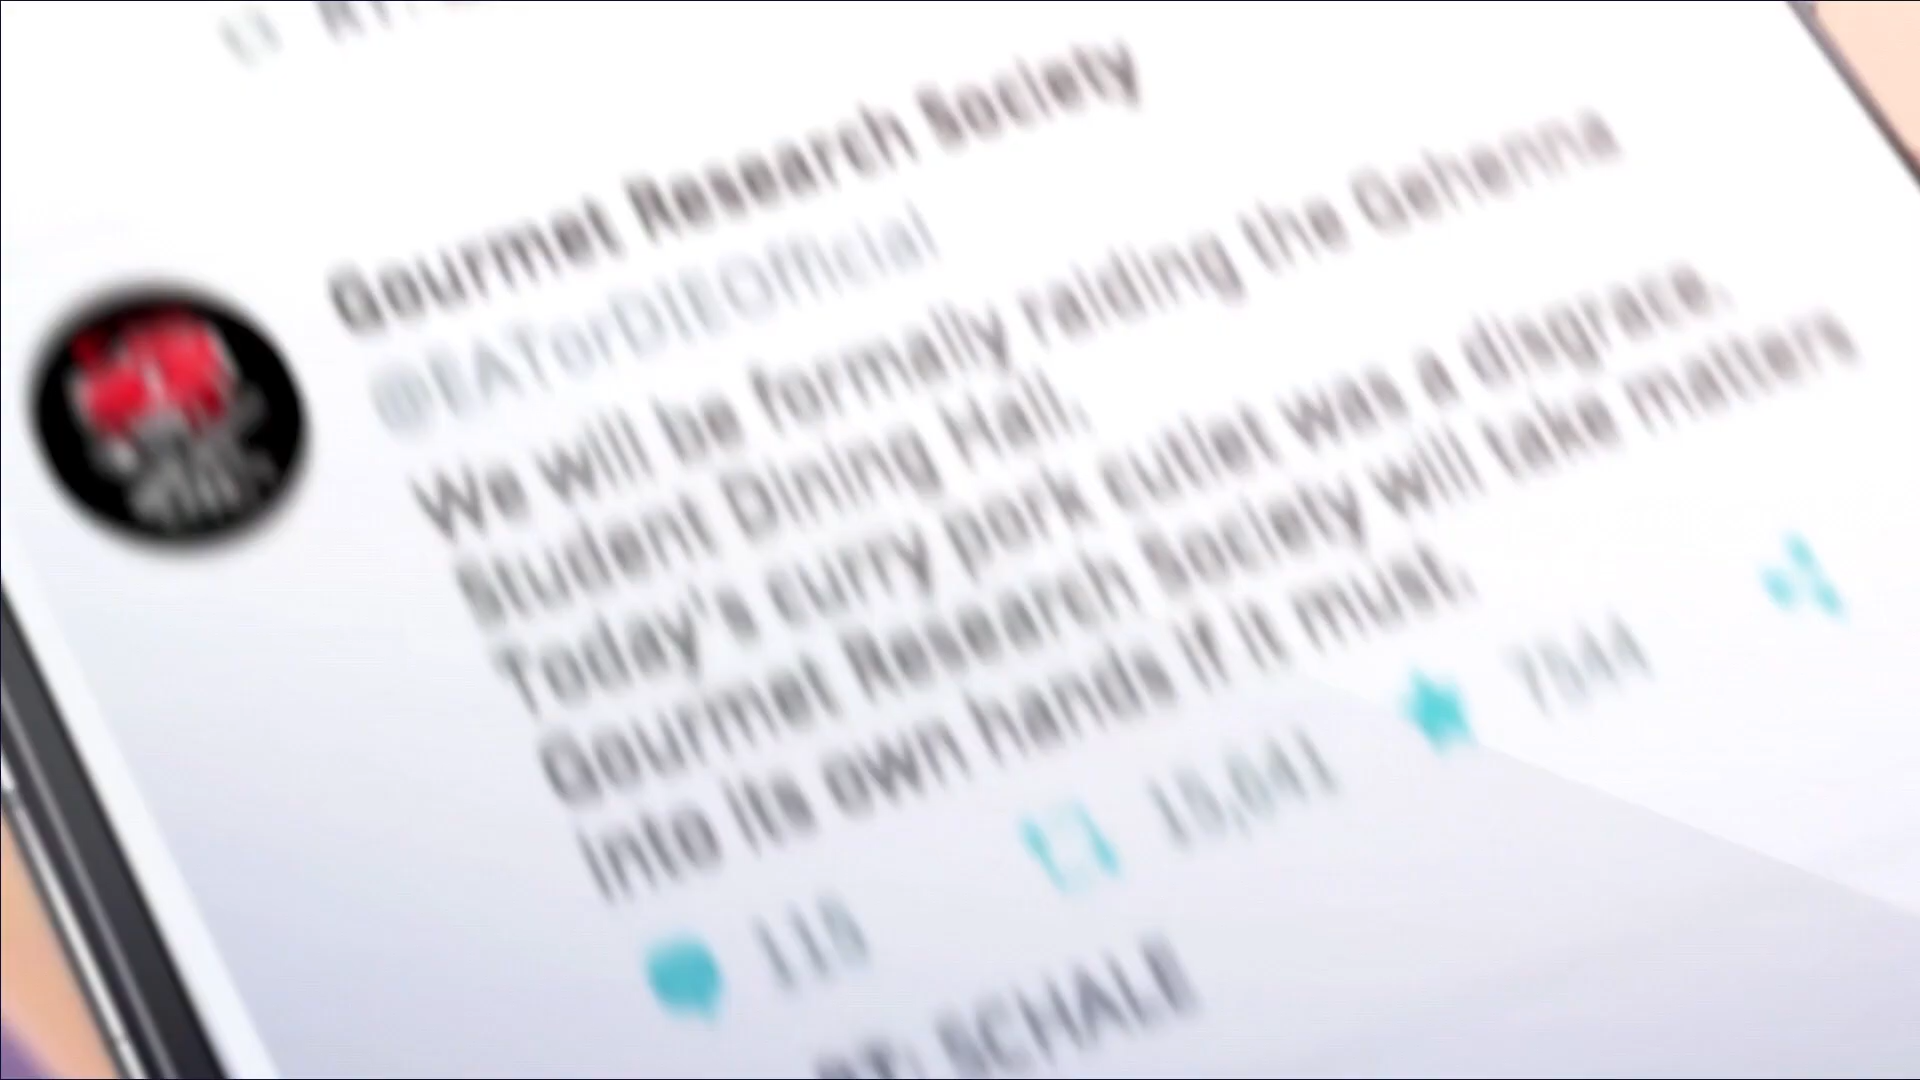 Gourmet Research Society
@EATorDIEOfficial
We will be formally raiding the Gehenna
Student Dining Hall.
Today's curry pork cutlet was a disgrace.
Gourmet Research Society will take matters
into its own hands if it must.
RT: SCHALE